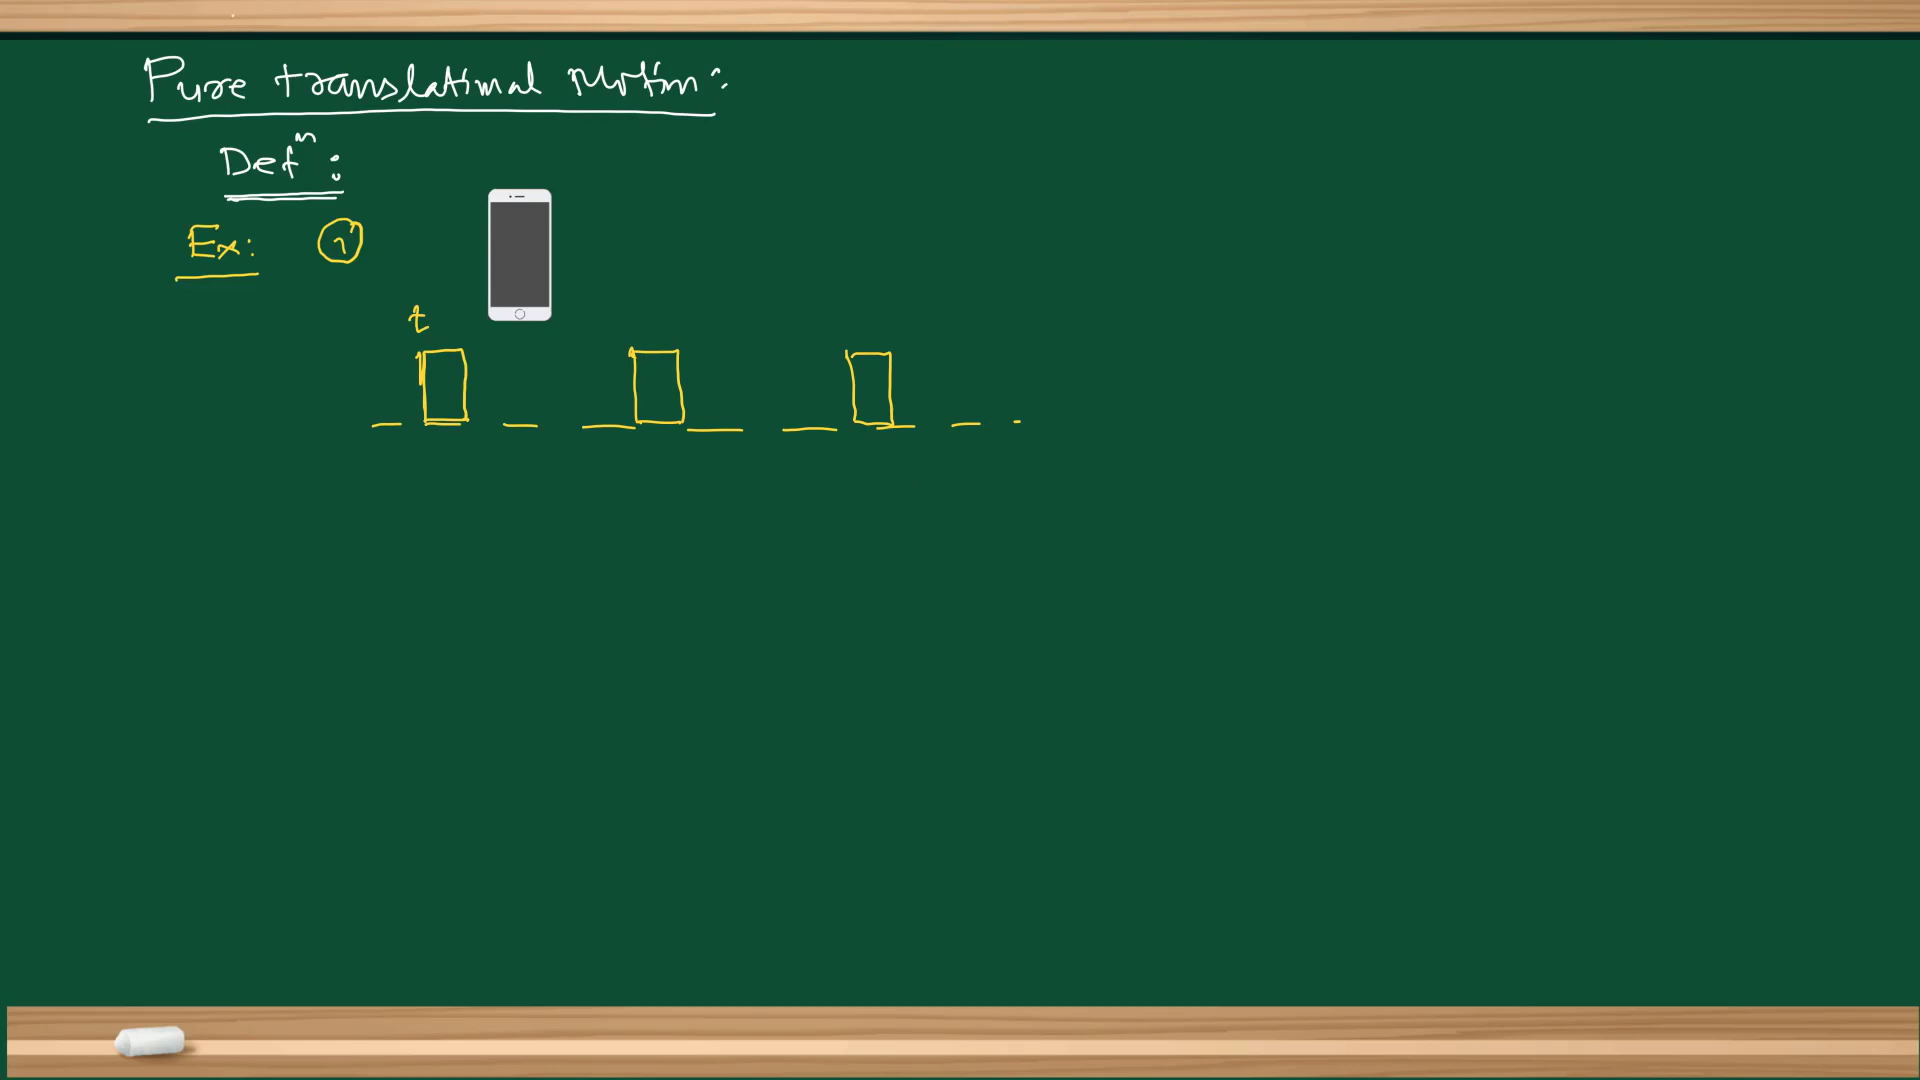 Pure translational motion:
Defⁿ:
Ex: ①
t